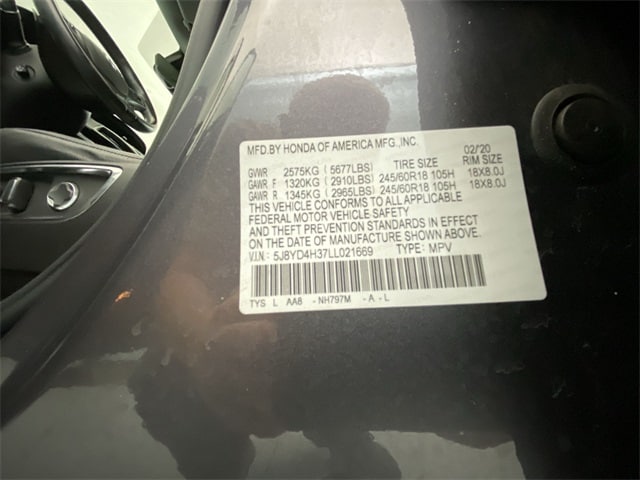 MFD.BY HONDA OF AMERICA MFG.,INC. 02/20
GVWR 2575KG (5677LBS) TIRE SIZE RIM SIZE
GAWR F 1320KG (2910LBS) 245/60R18 105H 18X8.0J
GAWR R 1345KG (2965LBS) 245/60R18 105H 18X8.0J
THIS VEHICLE CONFORMS TO ALL APPLICABLE
FEDERAL MOTOR VEHICLE SAFETY
AND THEFT PREVENTION STANDARDS IN EFFECT
ON THE DATE OF MANUFACTURE SHOWN ABOVE.
V.I.N.: 5J8YD4H37LL021669 TYPE: MPV
TYS L AA8 - NH797M - A - L